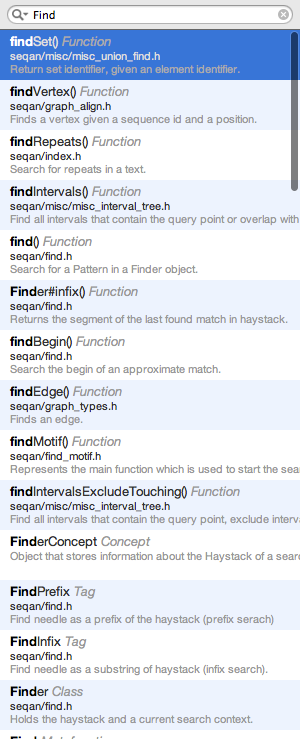 Find
findSet() Function
seqan/misc/misc_union_find.h
Return set identifier, given an element identifier.
findVertex() Function
seqan/graph_align.h
Finds a vertex given a sequence id and a position.
findRepeats() Function
seqan/index.h
Search for repeats in a text.
findIntervals() Function
seqan/misc/misc_interval_tree.h
Find all intervals that contain the query point or overlap with
find() Function
seqan/find.h
Search for a Pattern in a Finder object.
Finder#infix() Function
seqan/find.h
Returns the segment of the last found match in haystack.
findBegin() Function
seqan/find.h
Search the begin of an approximate match.
findEdge() Function
seqan/graph_types.h
Finds an edge.
findMotif() Function
seqan/find_motif.h
Represents the main function which is used to start the sea
findIntervalsExcludeTouching() Function
seqan/misc/misc_interval_tree.h
Find all intervals that contain the query point, exclude interv
FinderConcept Concept
Object that stores information about the Haystack of a searc
FindPrefix Tag
seqan/find.h
Find needle as a prefix of the haystack (prefix serach)
FindInfix Tag
seqan/find.h
Find needle as a substring of haystack (infix search).
Finder Class
seqan/find.h
Holds the haystack and a current search context.